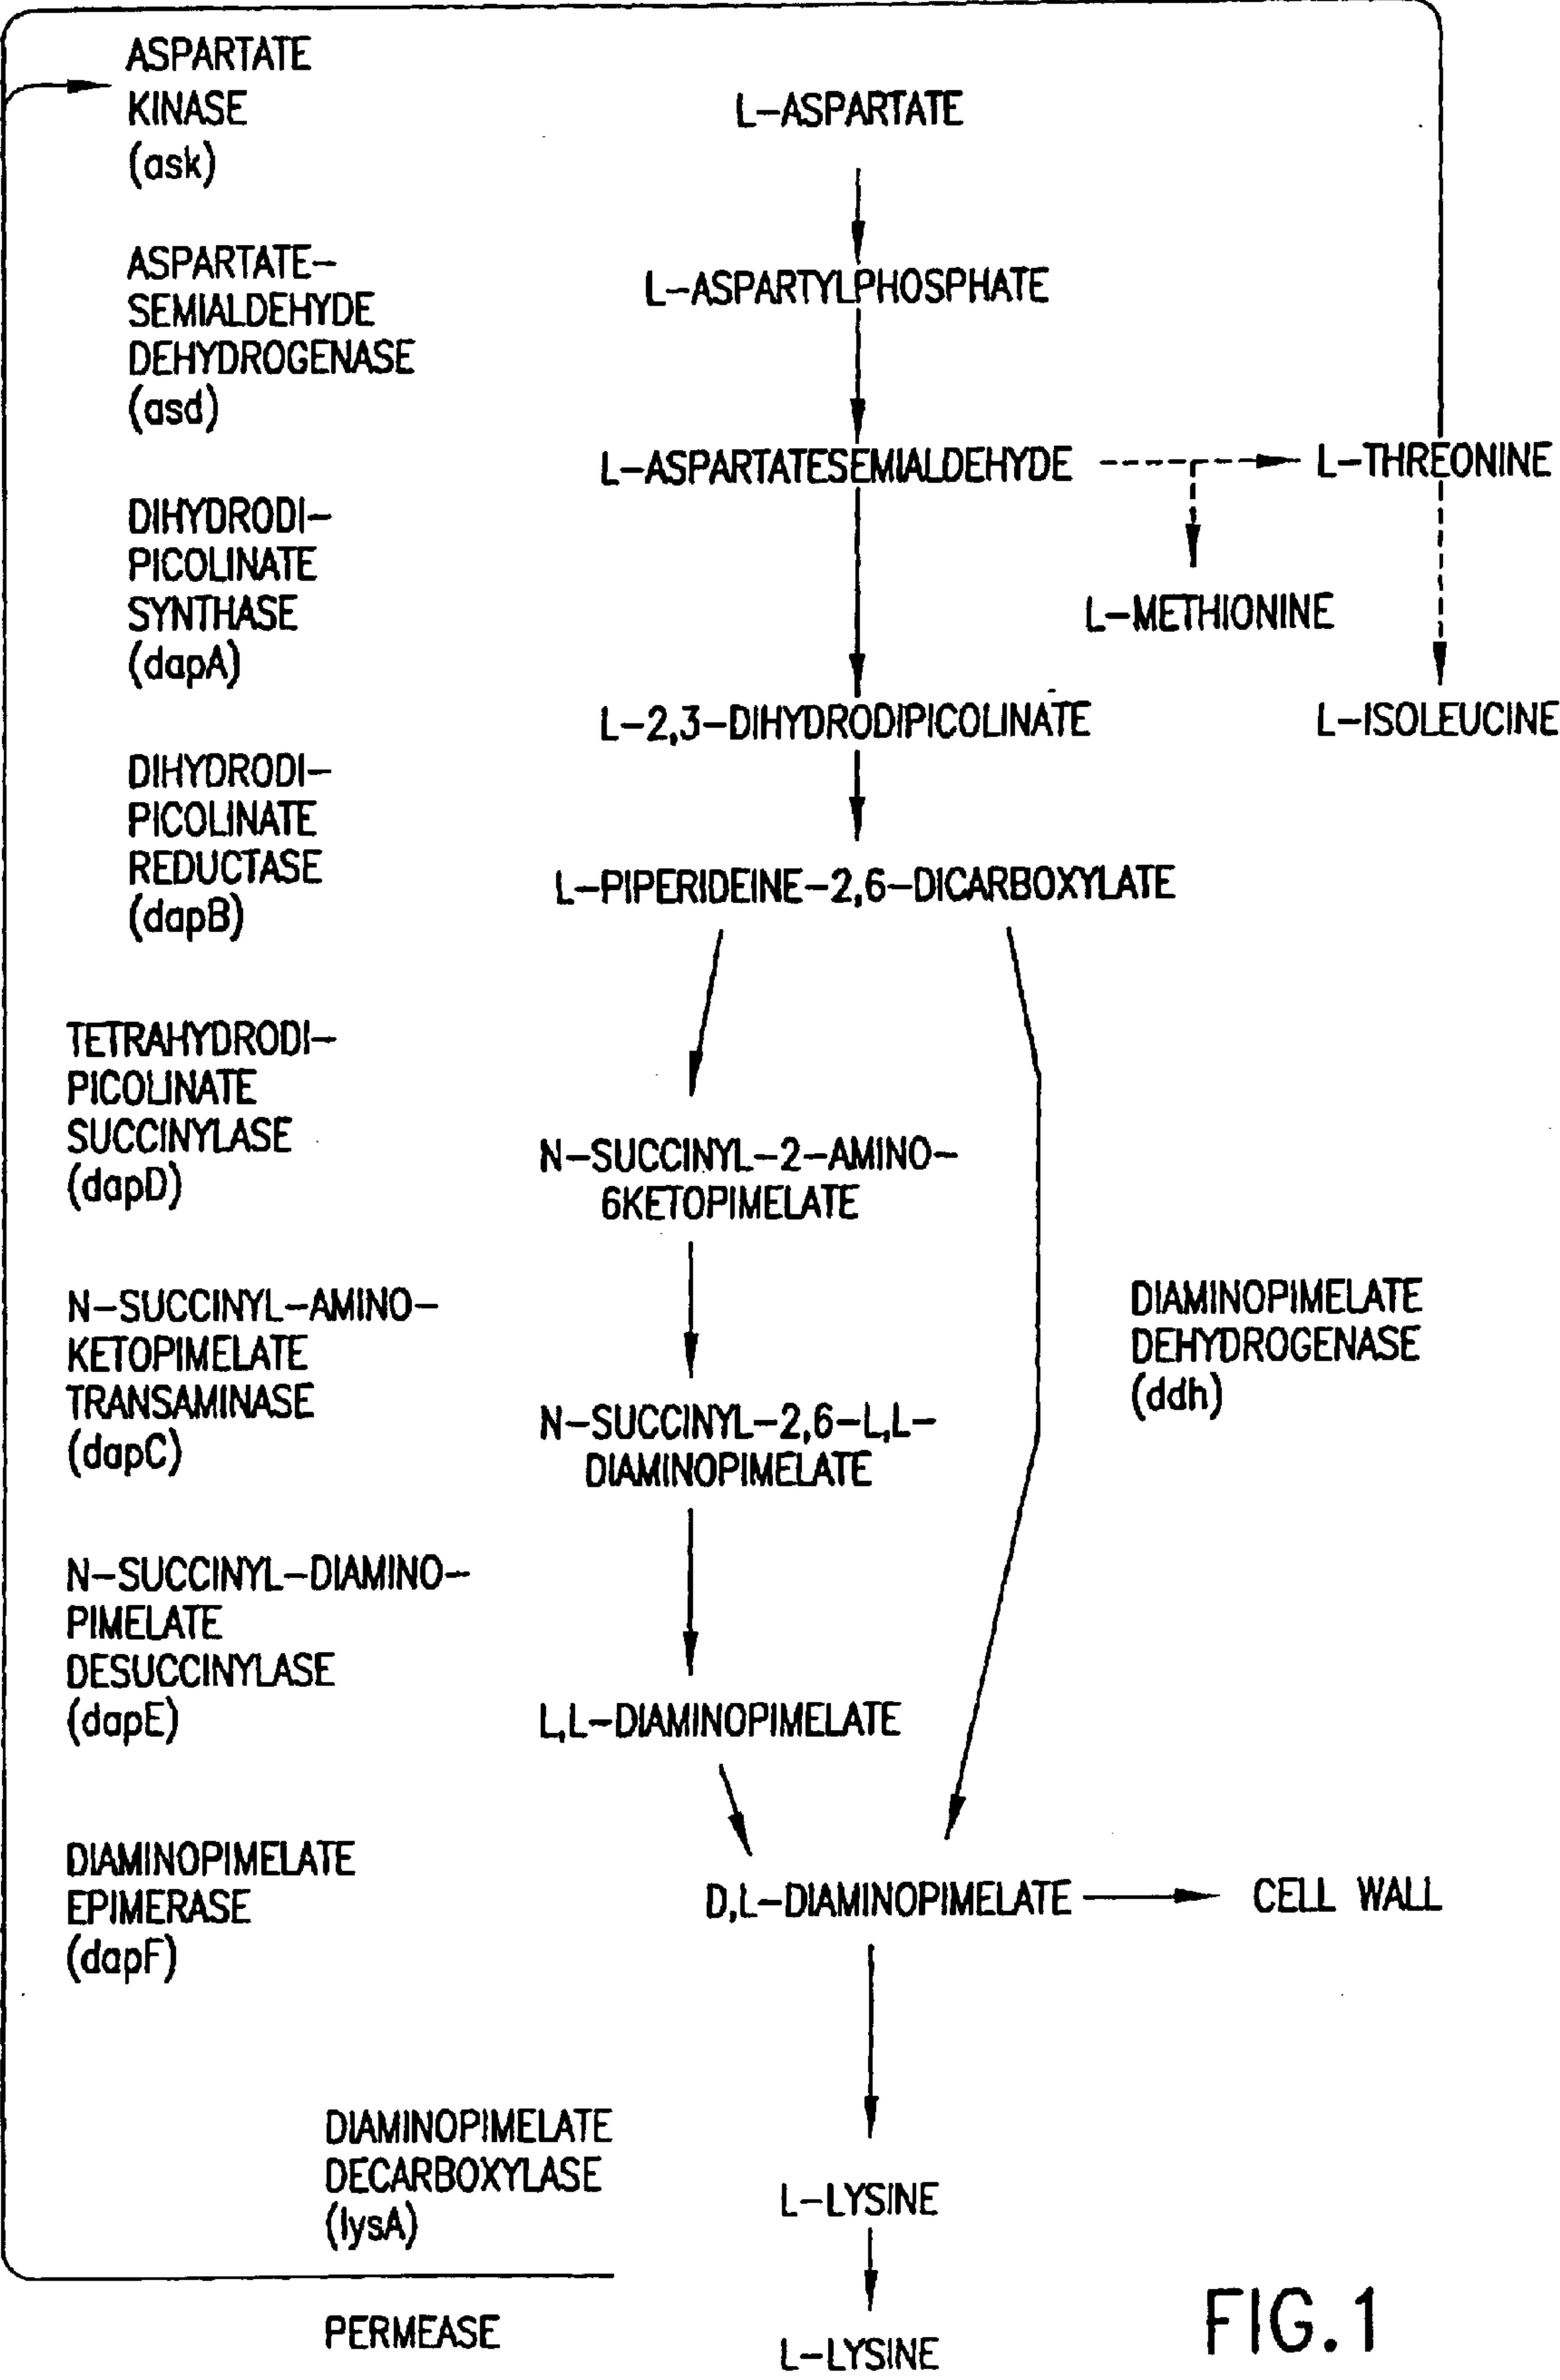 ASPARTATE
KINASE
(ask)
L-ASPARTATE
ASPARTATE-
SEMIALDEHYDE
DEHYDROGENASE
(asd)
L-ASPARTYLPHOSPHATE
L-ASPARTATESEMIALDEHYDE
L-THREONINE
DIHYDRODI-
PICOLINATE
SYNTHASE
(dapA)
L-METHIONINE
L-2,3-DIHYDRODIPICOLINATE
L-ISOLEUCINE
DIHYDRODI-
PICOLINATE
REDUCTASE
(dapB)
L-PIPERIDEINE-2,6-DICARBOXYLATE
TETRAHYDRODI-
PICOLINATE
SUCCINYLASE
(dapD)
N-SUCCINYL-2-AMINO-
6KETOPIMELATE
N-SUCCINYL-AMINO-
KETOPIMELATE
TRANSAMINASE
(dapC)
DIAMINOPIMELATE
DEHYDROGENASE
(ddh)
N-SUCCINYL-2,6-L,L-
DIAMINOPIMELATE
N-SUCCINYL-DIAMINO-
PIMELATE
DESUCCINYLASE
(dapE)
L,L-DIAMINOPIMELATE
DIAMINOPIMELATE
EPIMERASE
(dapF)
D,L-DIAMINOPIMELATE
CELL WALL
DIAMINOPIMELATE
DECARBOXYLASE
(lysA)
L-LYSINE
PERMEASE
L-LYSINE
FIG.1